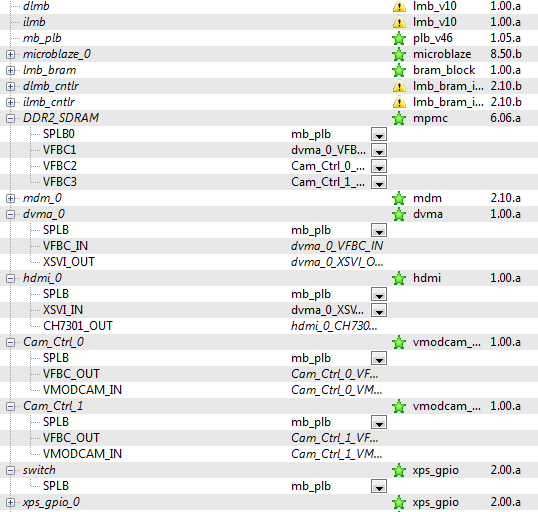 dlmb lmb_v10 1.00.a
ilmb lmb_v10 1.00.a
mb_plb plb_v46 1.05.a
microblaze_0 microblaze 8.50.b
lmb_bram bram_block 1.00.a
dlmb_cntlr lmb_bram_i... 2.10.b
ilmb_cntlr lmb_bram_i... 2.10.b
DDR2_SDRAM mpmc 6.06.a
SPLB0 mb_plb
VFBC1 dvma_0_VFB...
VFBC2 Cam_Ctrl_0_...
VFBC3 Cam_Ctrl_1_...
mdm_0 mdm 2.10.a
dvma_0 dvma 1.00.a
SPLB mb_plb
VFBC_IN dvma_0_VFBC_IN
XSVI_OUT dvma_0_XSVI_O...
hdmi_0 hdmi 1.00.a
SPLB mb_plb
XSVI_IN dvma_0_XSV...
CH7301_OUT hdmi_0_CH730...
Cam_Ctrl_0 vmodcam_... 1.00.a
SPLB mb_plb
VFBC_OUT Cam_Ctrl_0_VF...
VMODCAM_IN Cam_Ctrl_0_VM...
Cam_Ctrl_1 vmodcam_... 1.00.a
SPLB mb_plb
VFBC_OUT Cam_Ctrl_1_VF...
VMODCAM_IN Cam_Ctrl_1_VM...
switch xps_gpio 2.00.a
SPLB mb_plb
xps_gpio_0 xps_gpio 2.00.a